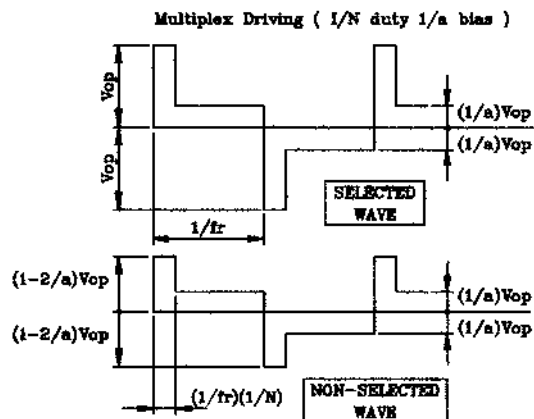 Multiplex Driving ( I/N duty 1/a bias )
Vop
(1/a)Vop
Vop
(1/a)Vop
SELECTED
WAVE
1/fr
(1-2/a)Vop
(1/a)Vop
(1-2/a)Vop
(1/a)Vop
(1/fr)(1/N)
NON-SELECTED
WAVE